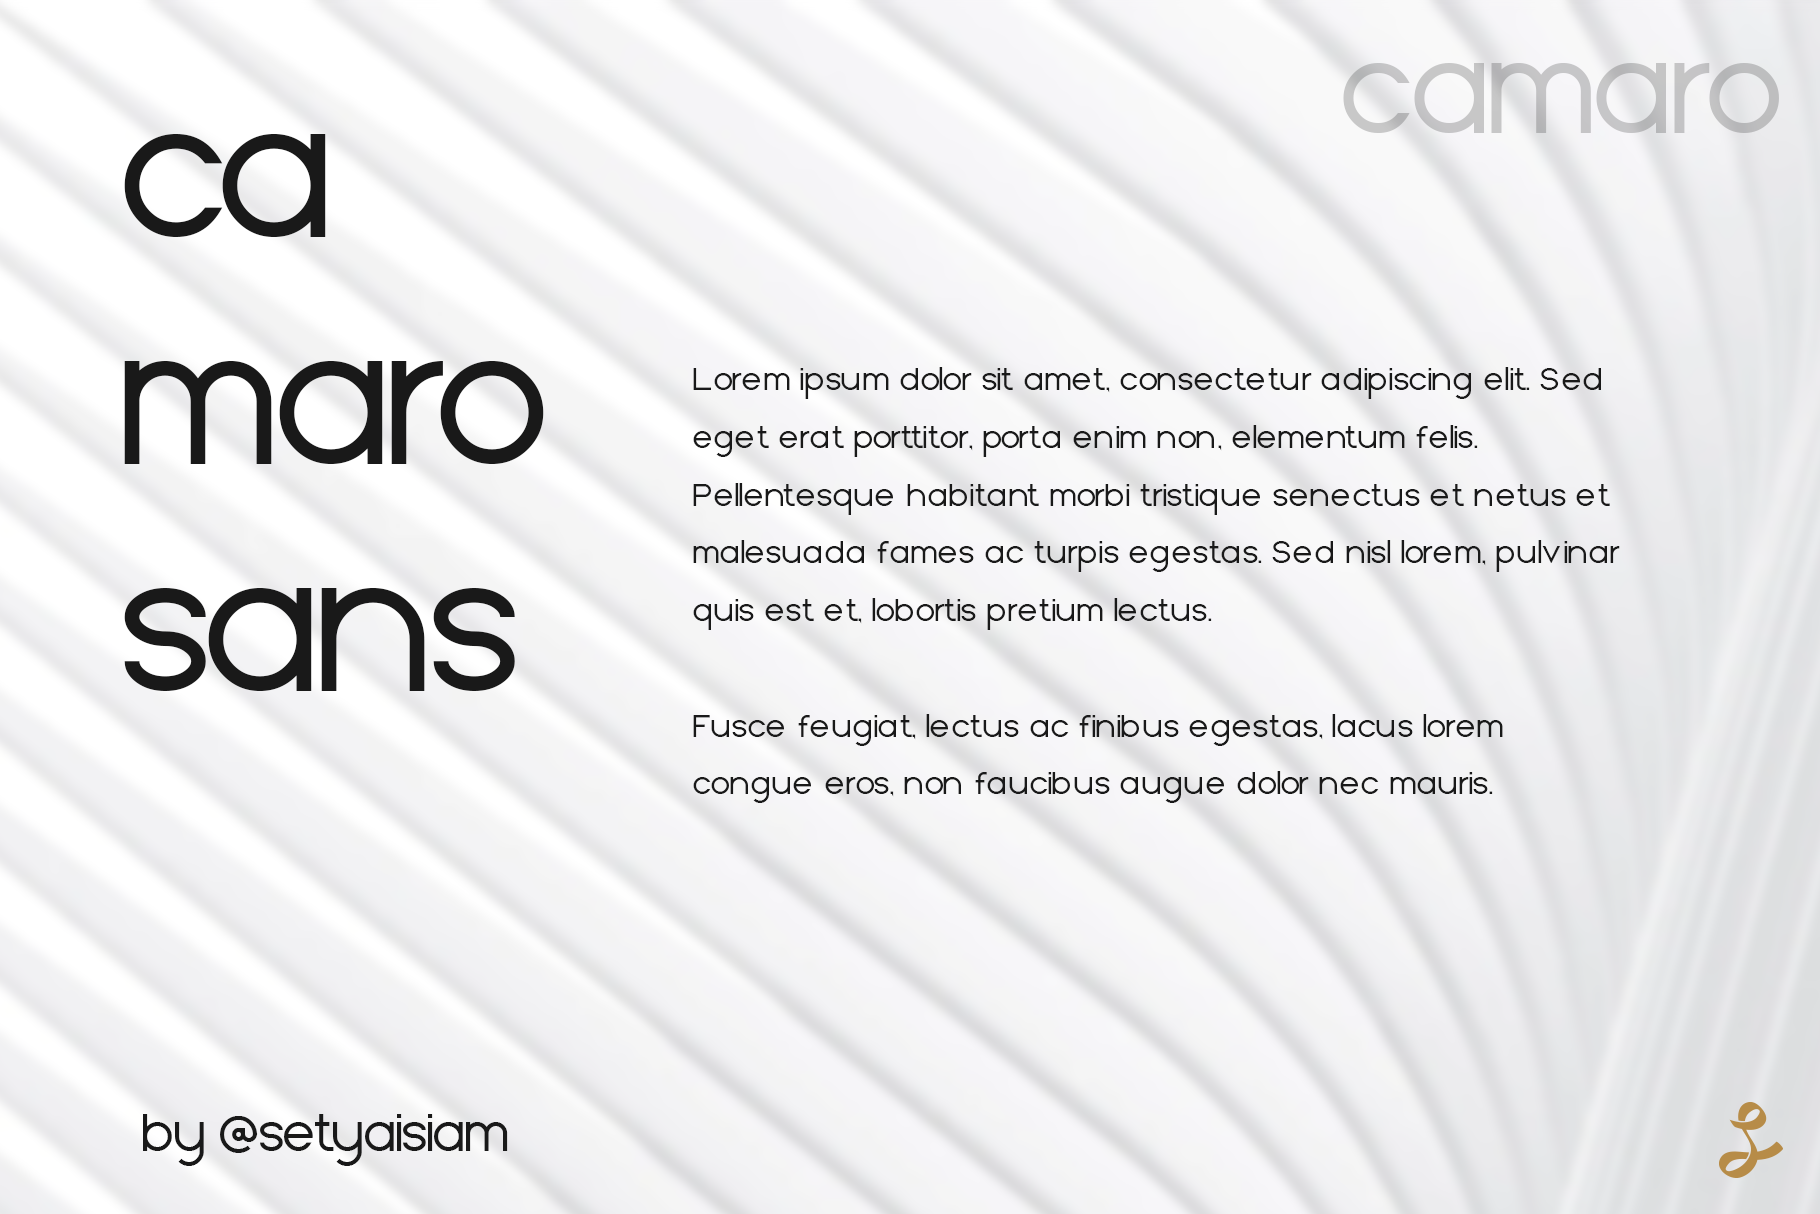 camaro
ca
maro
sans
Lorem ipsum dolor sit amet, consectetur adipiscing elit. Sed
eget erat porttitor, porta enim non, elementum felis.
Pellentesque habitant morbi tristique senectus et netus et
malesuada fames ac turpis egestas. Sed nisl lorem, pulvinar
quis est et, lobortis pretium lectus.
Fusce feugiat, lectus ac finibus egestas, lacus lorem
congue eros, non faucibus augue dolor nec mauris.
by @setyaisiam